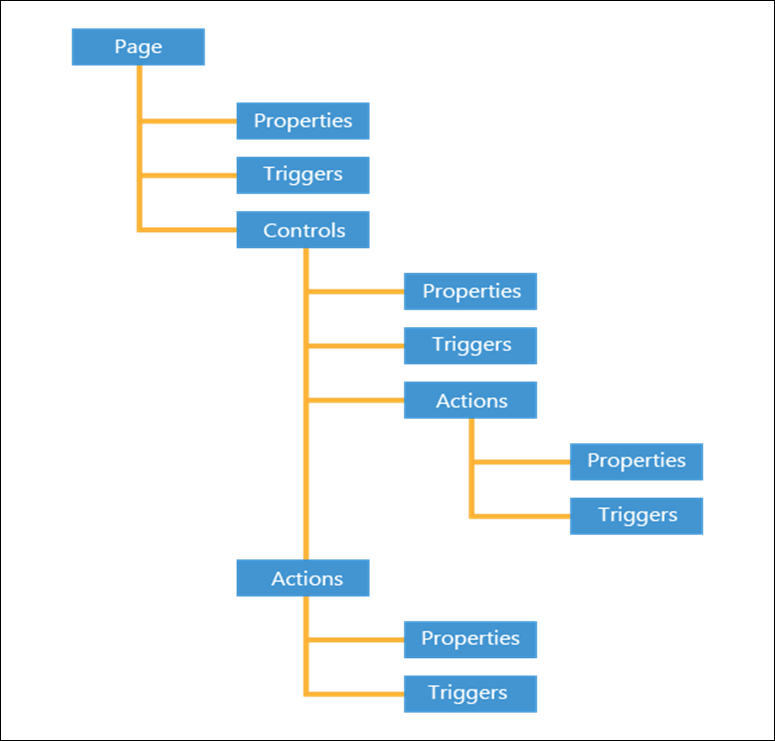 Page
Properties
Triggers
Controls
Properties
Triggers
Actions
Properties
Triggers
Actions
Properties
Triggers